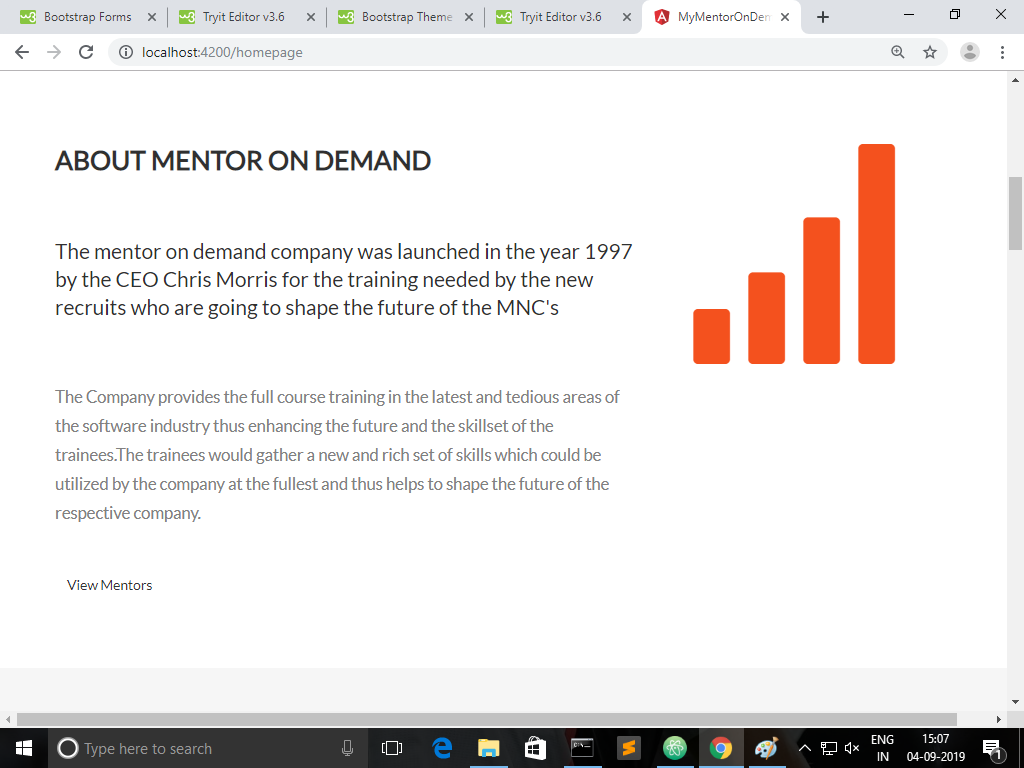 Bootstrap Forms
Tryit Editor v3.6
Bootstrap Theme
Tryit Editor v3.6
MyMentorOnDem
localhost:4200/homepage
ABOUT MENTOR ON DEMAND
The mentor on demand company was launched in the year 1997
by the CEO Chris Morris for the training needed by the new
recruits who are going to shape the future of the MNC's
The Company provides the full course training in the latest and tedious areas of
the software industry thus enhancing the future and the skillset of the
trainees.The trainees would gather a new and rich set of skills which could be
utilized by the company at the fullest and thus helps to shape the future of the
respective company.
View Mentors
Type here to search
ENG
IN
15:07
04-09-2019
1